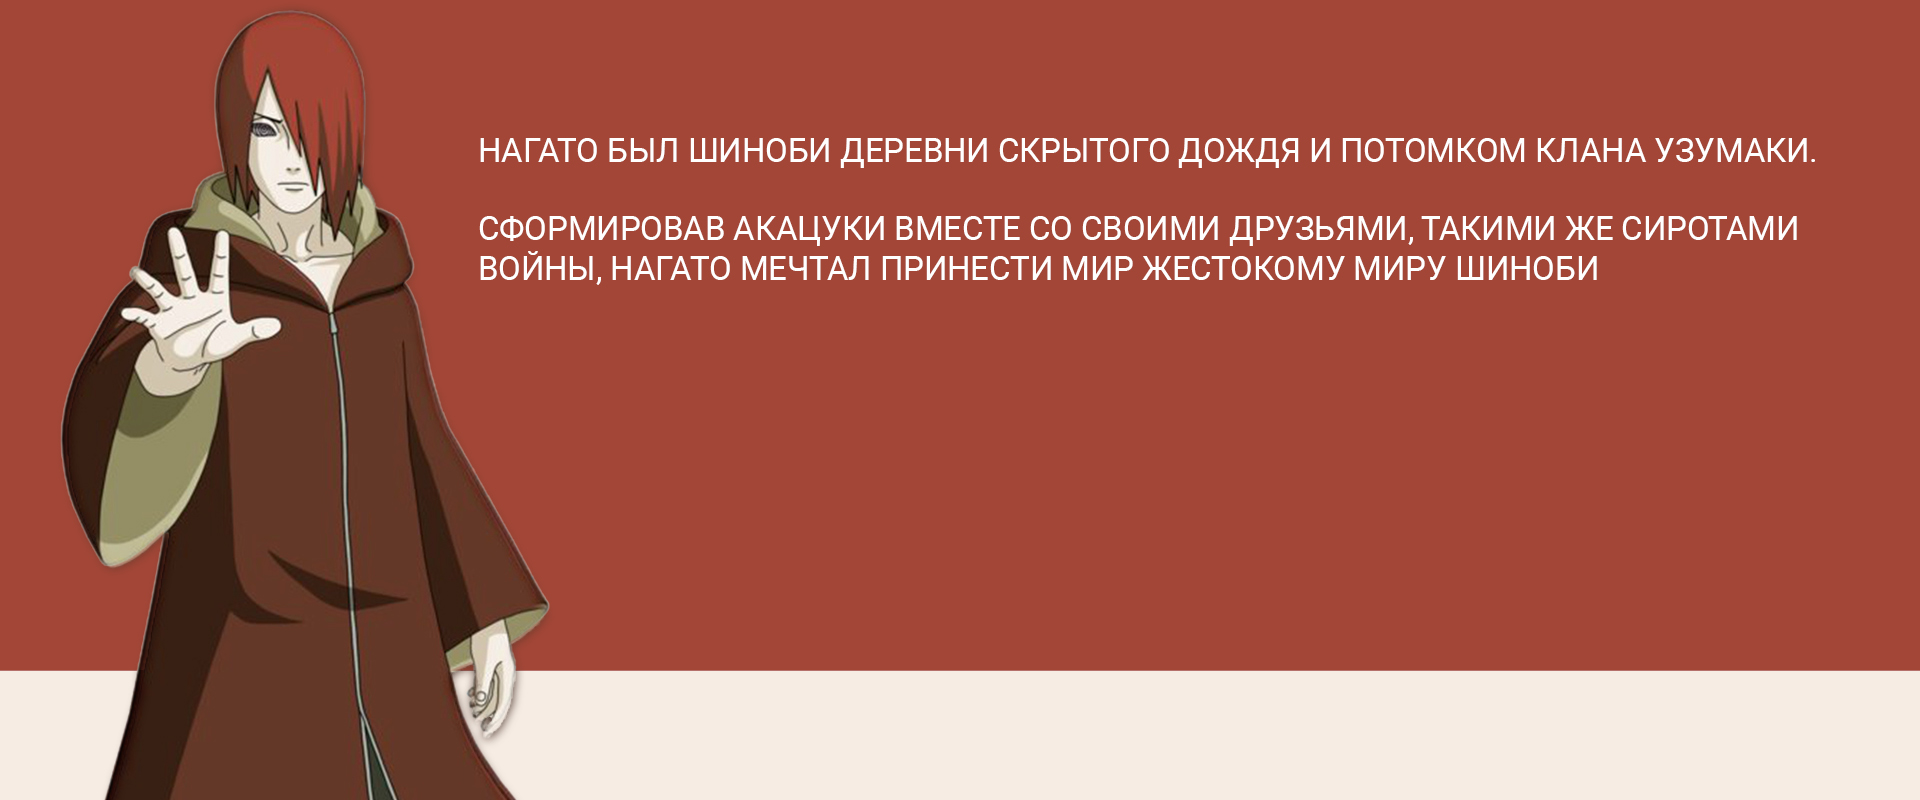 НАГАТО БЫЛ ШИНОБИ ДЕРЕВНИ СКРЫТОГО ДОЖДЯ И ПОТОМКОМ КЛАНА УЗУМАКИ.
СФОРМИРОВАВ АКАЦУКИ ВМЕСТЕ СО СВОИМИ ДРУЗЬЯМИ, ТАКИМИ ЖЕ СИРОТАМИ
ВОЙНЫ, НАГАТО МЕЧТАЛ ПРИНЕСТИ МИР ЖЕСТОКОМУ МИРУ ШИНОБИ